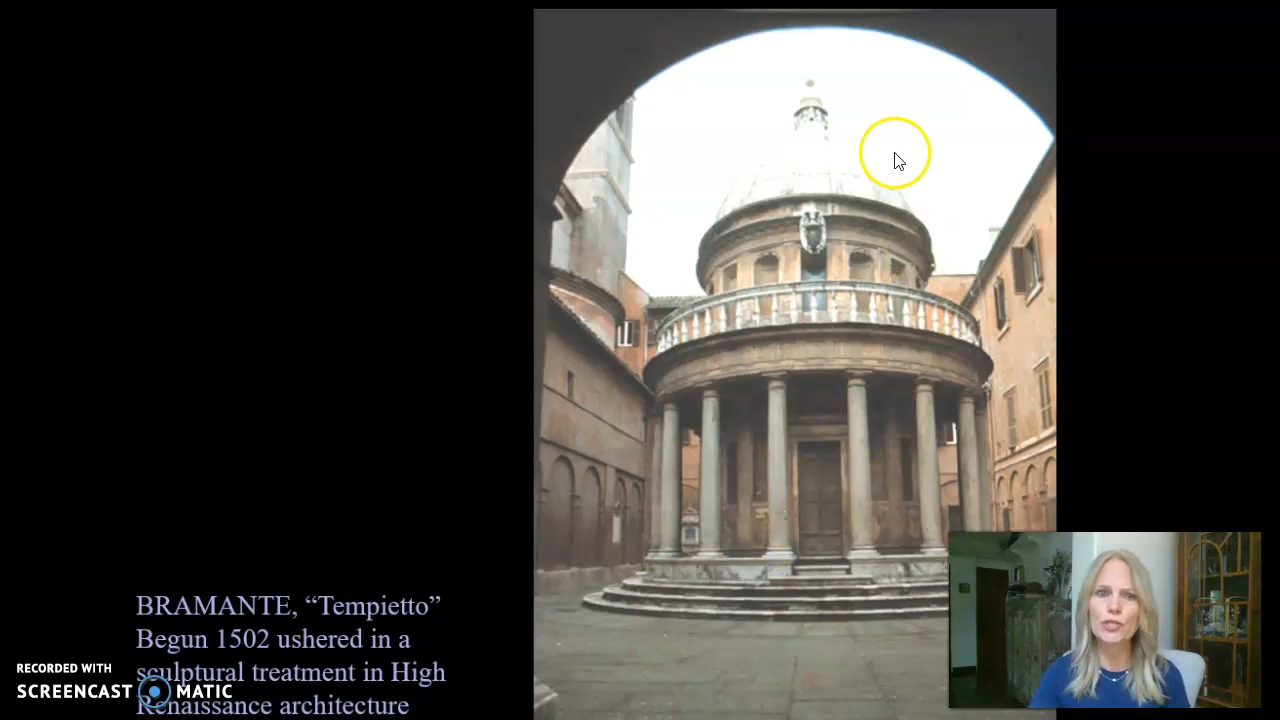 BRAMANTE, “Tempietto”
Begun 1502 ushered in a
sculptural treatment in High
Renaissance architecture
RECORDED WITH
SCREENCAST MATIC